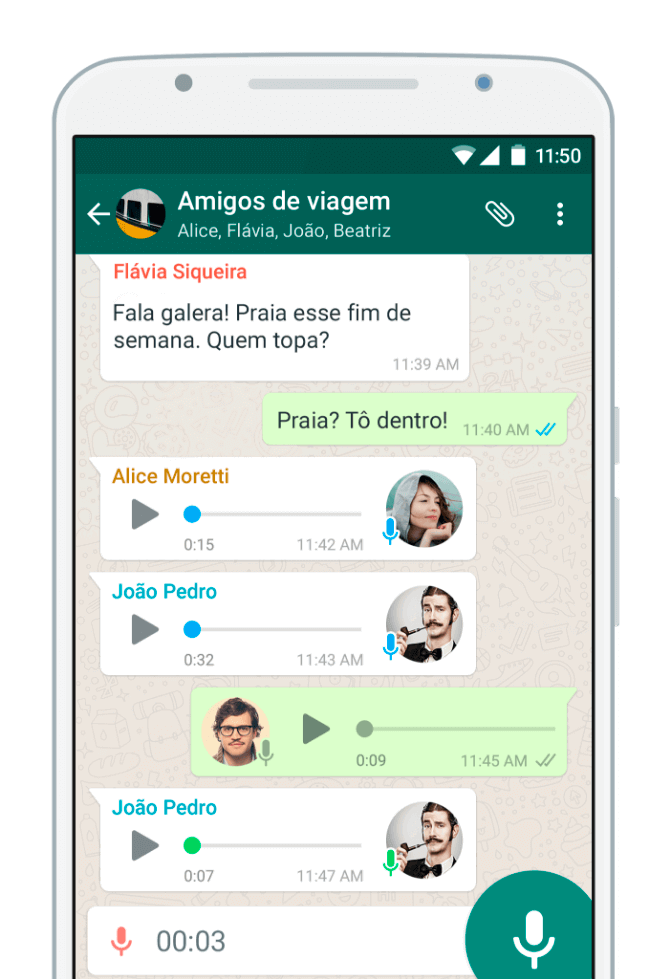 11:50
Amigos de viagem
Alice, Flávia, João, Beatriz
Flávia Siqueira
Fala galera! Praia esse fim de
semana. Quem topa?
11:39 AM
Praia? Tô dentro! 11:40 AM
Alice Moretti
0:15 11:42 AM
João Pedro
0:32 11:43 AM
0:09 11:45 AM
João Pedro
0:07 11:47 AM
00:03